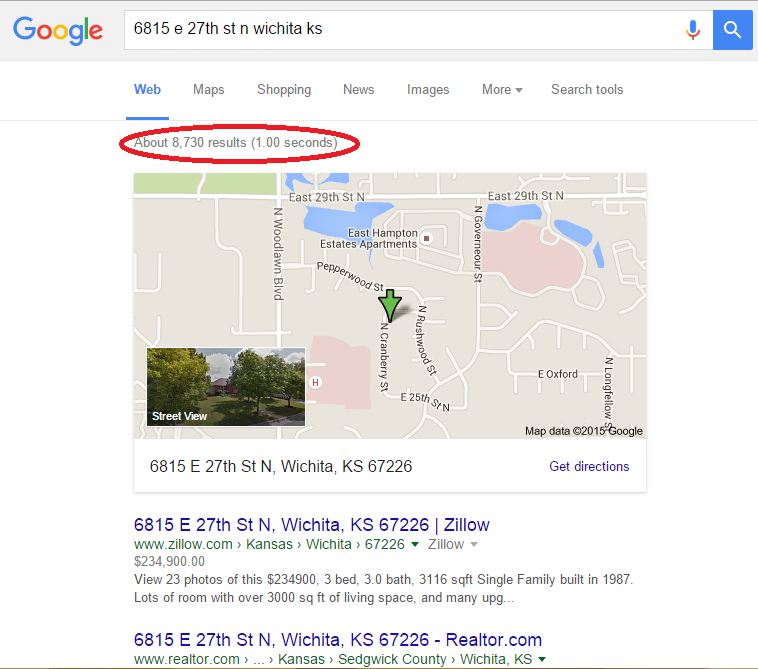 Google
6815 e 27th st n wichita ks
Web Maps Shopping News Images More Search tools
About 8,730 results (1.00 seconds)
East 29th St N
East 29th St N
N Woodlawn Blvd
N Governeour St
East Hampton
Estates Apartments
Pepperwood St
N Cranberry St
N Rushwood St
E 25th St N
E Oxford
N Longfellow St
H
Street View
Map data ©2015 Google
6815 E 27th St N, Wichita, KS 67226
Get directions
6815 E 27th St N, Wichita, KS 67226 | Zillow
www.zillow.com › Kansas › Wichita › 67226 Zillow
$234,900.00
View 23 photos of this $234900, 3 bed, 3.0 bath, 3116 sqft Single Family built in 1987.
Lots of room with over 3000 sq ft of living space, and many upg...
6815 E 27th St N, Wichita, KS 67226 - Realtor.com
www.realtor.com › ... › Kansas › Sedgwick County › Wichita, KS